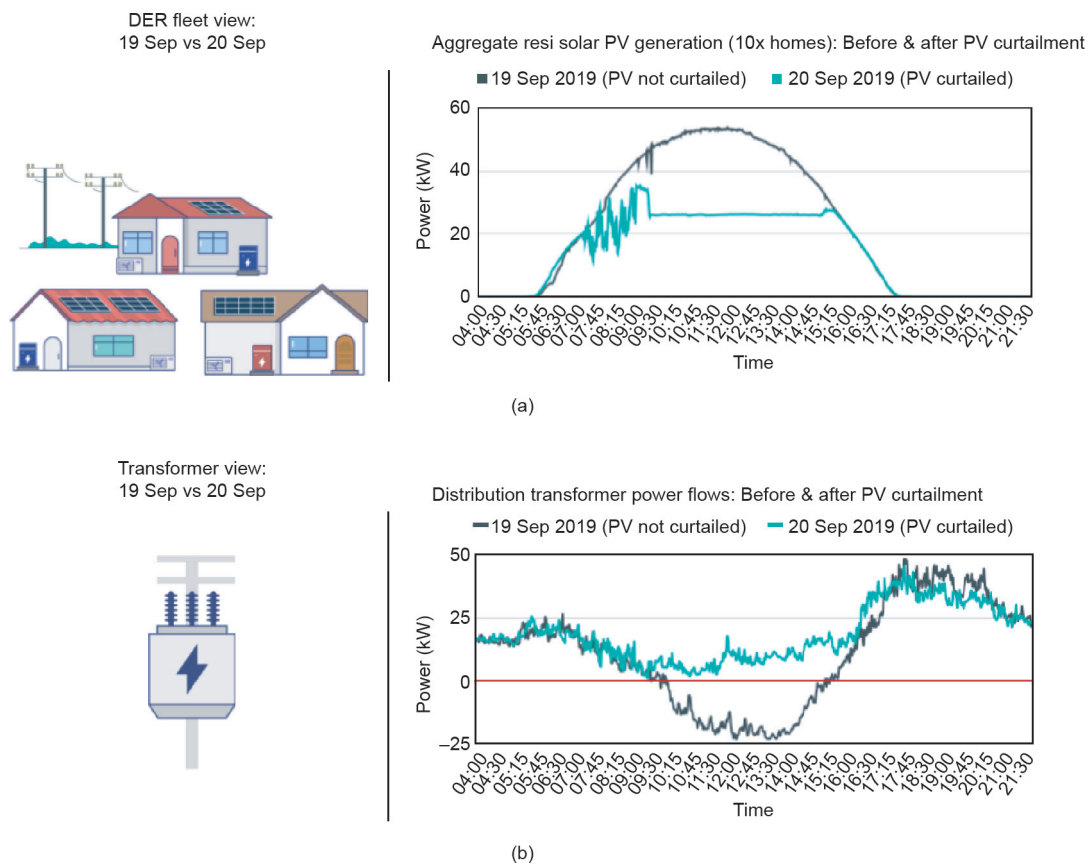 DER fleet view:
19 Sep vs 20 Sep
Aggregate resi solar PV generation (10x homes): Before & after PV curtailment
19 Sep 2019 (PV not curtailed) 20 Sep 2019 (PV curtailed)
60
40
20
0
Power (kW)
04:00 04:30 05:15 05:45 06:30 07:00 07:45 08:15 09:00 09:30 10:15 10:45 11:30 12:00 12:45 13:30 14:00 14:45 15:15 16:00 16:30 17:15 17:45 18:30 19:00 19:45 20:15 21:00 21:30
Time
(a)
Transformer view:
19 Sep vs 20 Sep
Distribution transformer power flows: Before & after PV curtailment
19 Sep 2019 (PV not curtailed) 20 Sep 2019 (PV curtailed)
50
25
0
–25
Power (kW)
04:00 04:30 05:15 05:45 06:30 07:00 07:45 08:15 09:00 09:30 10:15 10:45 11:30 12:00 12:45 13:30 14:00 14:45 15:15 16:00 16:30 17:15 17:45 18:30 19:00 19:45 20:15 21:00 21:30
Time
(b)